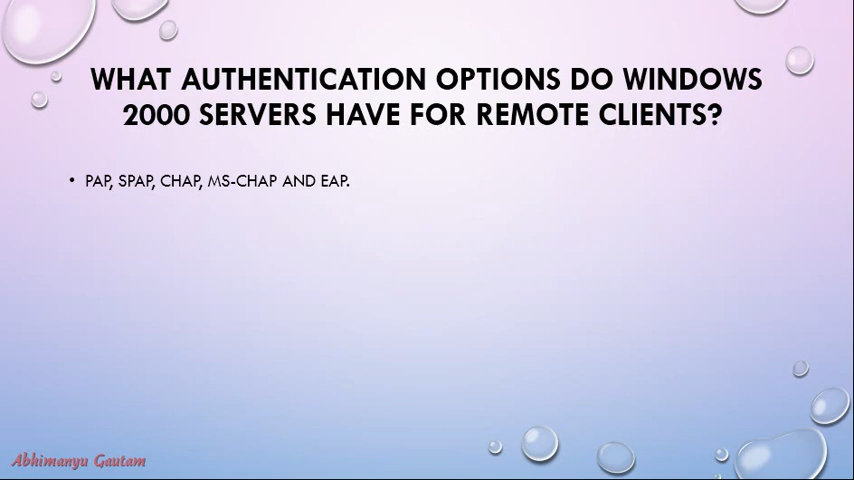 WHAT AUTHENTICATION OPTIONS DO WINDOWS
2000 SERVERS HAVE FOR REMOTE CLIENTS?
• PAP, SPAP, CHAP, MS-CHAP AND EAP.
Abhimanyu Gautam